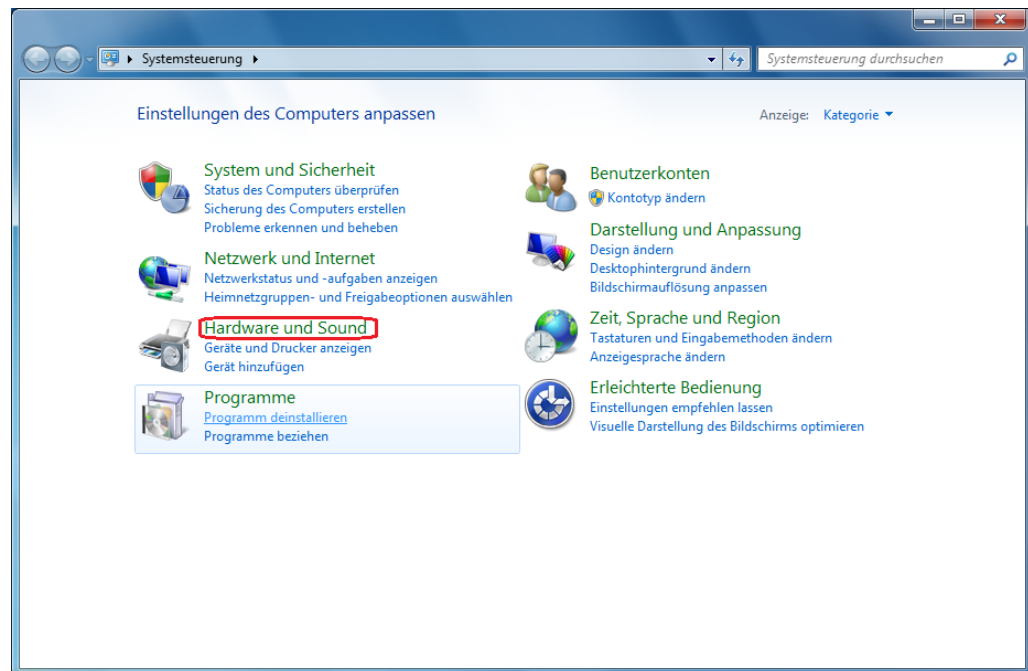 Systemsteuerung
Systemsteuerung durchsuchen
Einstellungen des Computers anpassen
Anzeige: Kategorie
System und Sicherheit
Status des Computers überprüfen
Sicherung des Computers erstellen
Probleme erkennen und beheben
Netzwerk und Internet
Netzwerkstatus und -aufgaben anzeigen
Heimnetzgruppen- und Freigabeoptionen auswählen
Hardware und Sound
Geräte und Drucker anzeigen
Gerät hinzufügen
Programme
Programm deinstallieren
Programme beziehen
Benutzerkonten
Kontotyp ändern
Darstellung und Anpassung
Design ändern
Desktophintergrund ändern
Bildschirmauflösung anpassen
Zeit, Sprache und Region
Tastaturen und Eingabemethoden ändern
Anzeigesprache ändern
Erleichterte Bedienung
Einstellungen empfehlen lassen
Visuelle Darstellung des Bildschirms optimieren